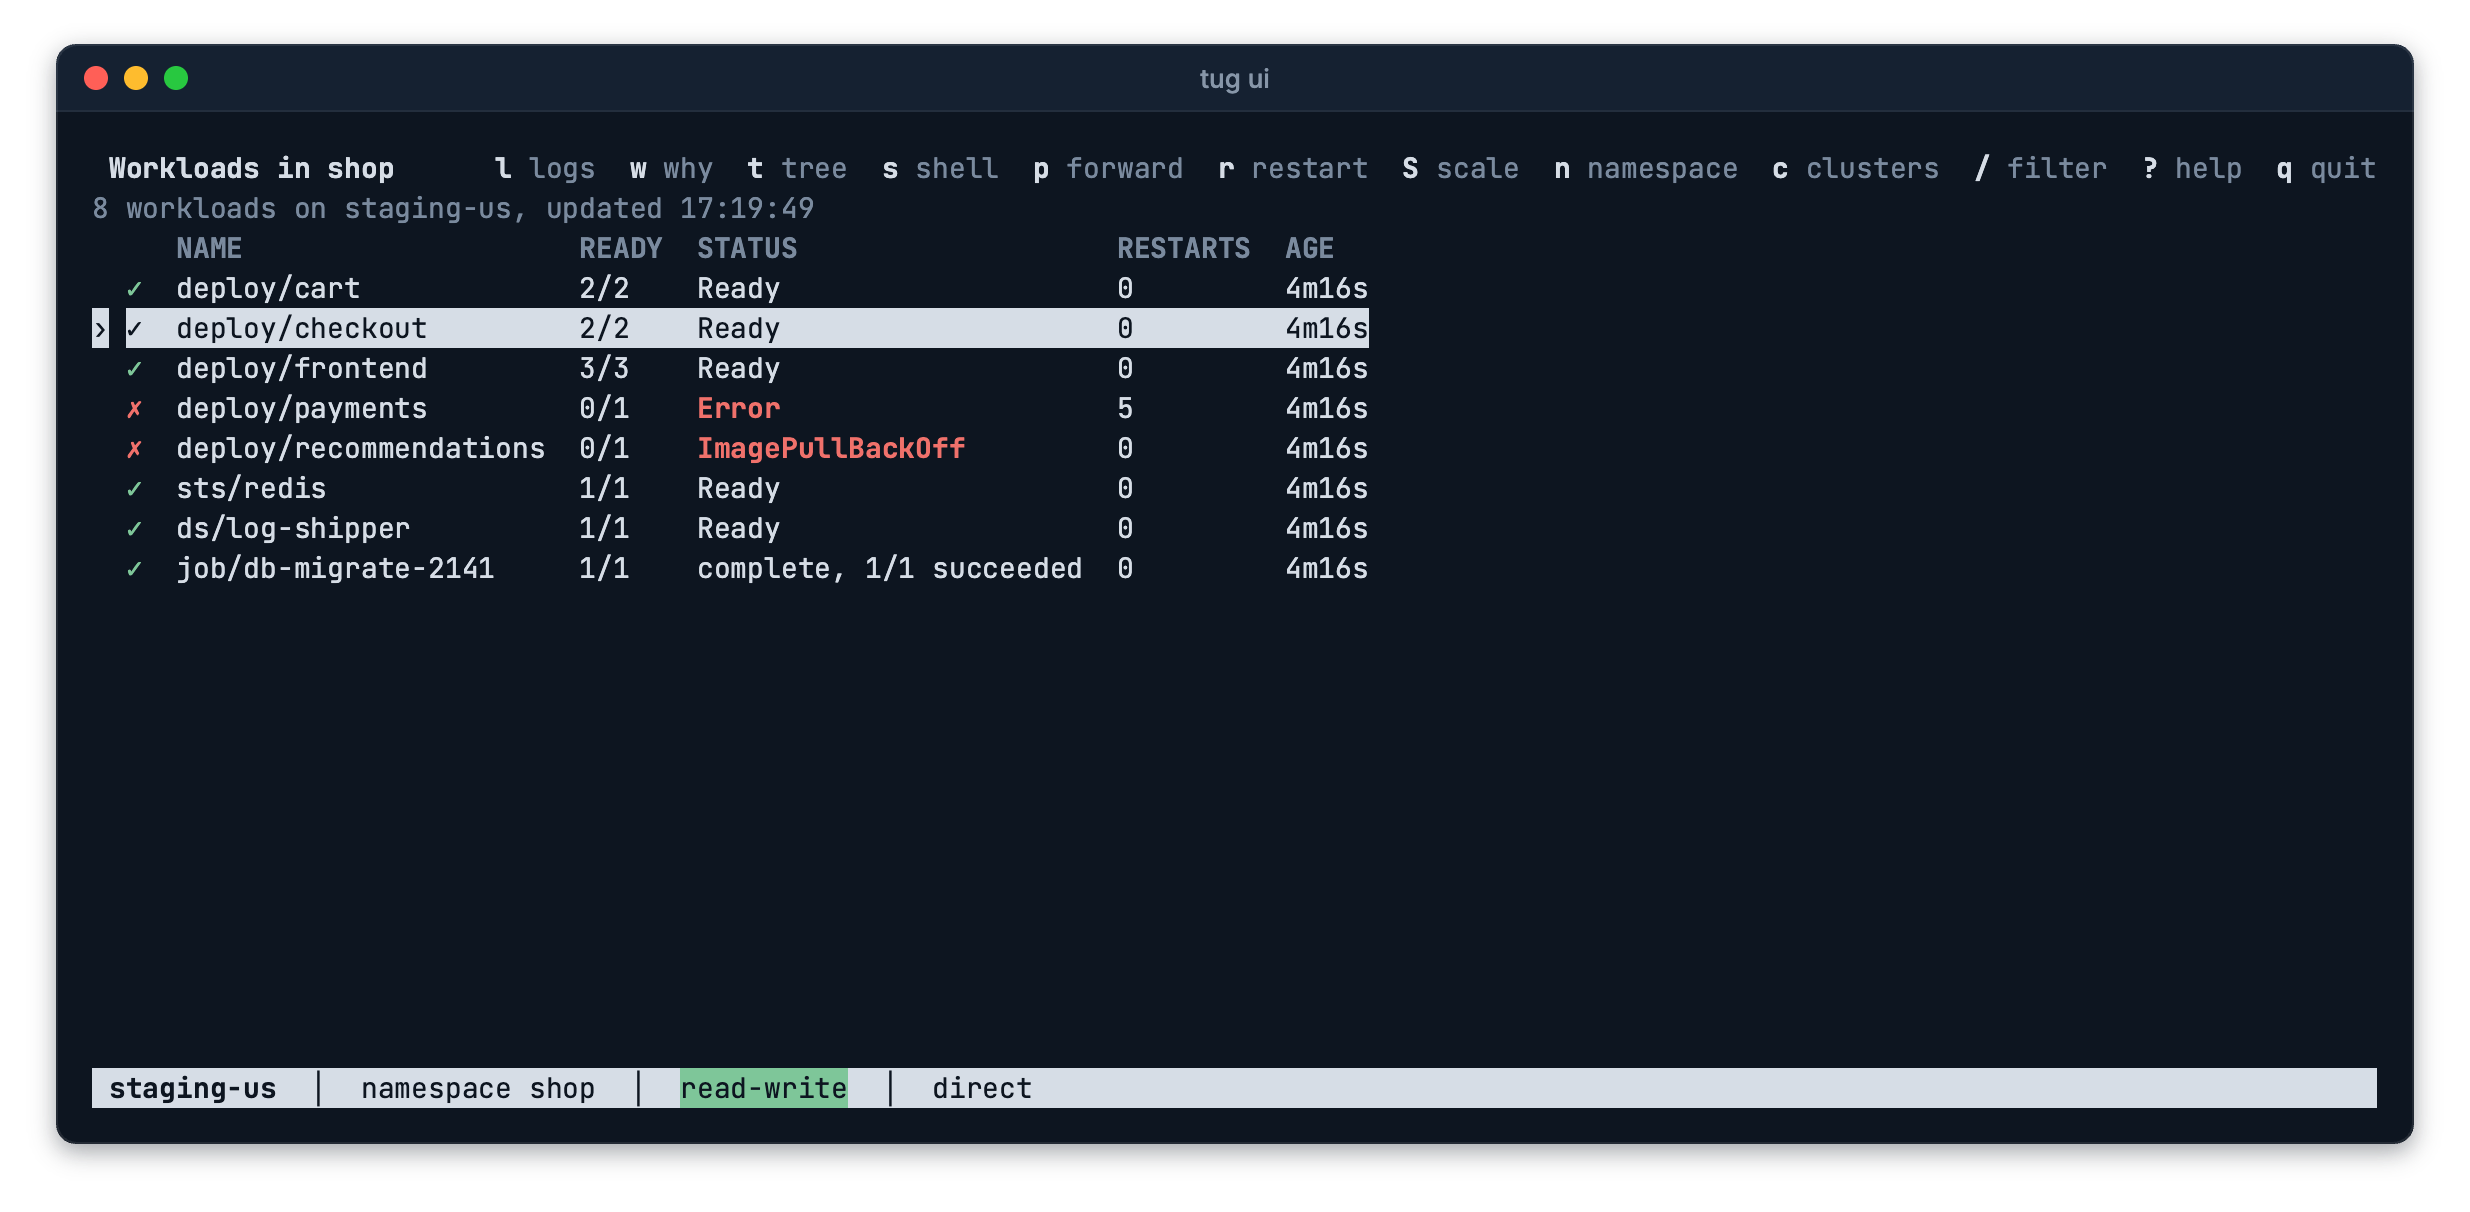 tug ui
Workloads in shop l logs w why t tree s shell p forward r restart S scale n namespace c clusters / filter ? help q quit
8 workloads on staging-us, updated 17:19:49
NAME READY STATUS RESTARTS AGE
✓ deploy/cart 2/2 Ready 0 4m16s
› ✓ deploy/checkout 2/2 Ready 0 4m16s
✓ deploy/frontend 3/3 Ready 0 4m16s
✗ deploy/payments 0/1 Error 5 4m16s
✗ deploy/recommendations 0/1 ImagePullBackOff 0 4m16s
✓ sts/redis 1/1 Ready 0 4m16s
✓ ds/log-shipper 1/1 Ready 0 4m16s
✓ job/db-migrate-2141 1/1 complete, 1/1 succeeded 0 4m16s
staging-us │ namespace shop │ read-write │ direct